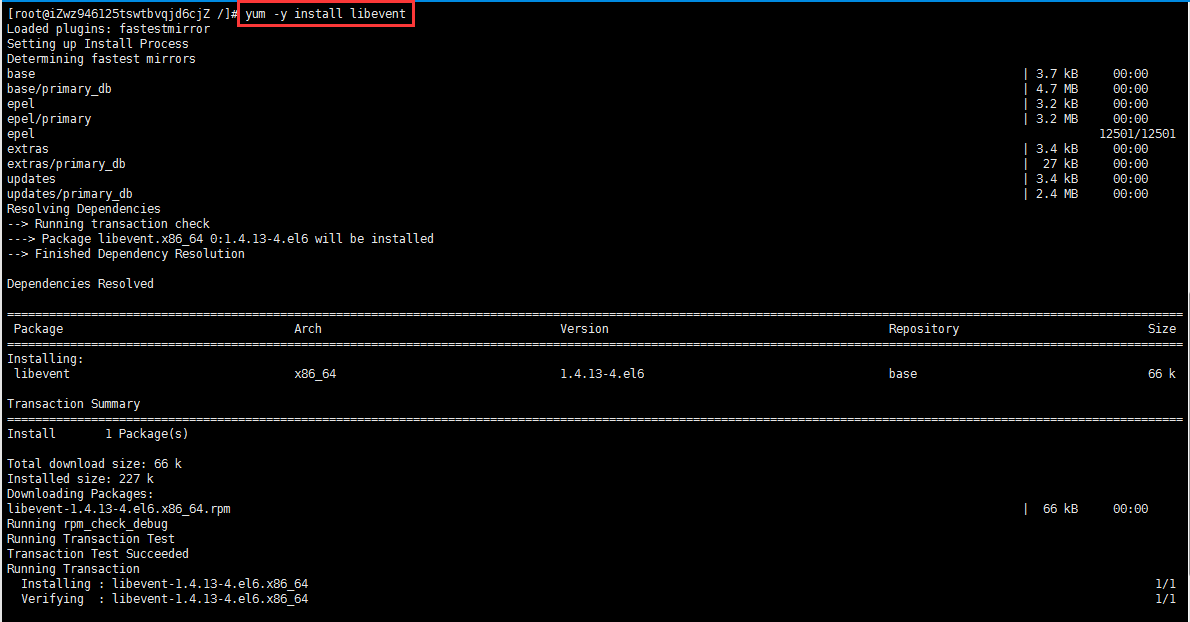 [root@iZwz946125tswtbvqjd6cjZ /]# yum -y install libevent
Loaded plugins: fastestmirror
Setting up Install Process
Determining fastest mirrors
base | 3.7 kB 00:00
base/primary_db | 4.7 MB 00:00
epel | 3.2 kB 00:00
epel/primary | 3.2 MB 00:00
epel 12501/12501
extras | 3.4 kB 00:00
extras/primary_db | 27 kB 00:00
updates | 3.4 kB 00:00
updates/primary_db | 2.4 MB 00:00
Resolving Dependencies
--> Running transaction check
---> Package libevent.x86_64 0:1.4.13-4.el6 will be installed
--> Finished Dependency Resolution
Dependencies Resolved
Package Arch Version Repository Size
Installing:
libevent x86_64 1.4.13-4.el6 base 66 k
Transaction Summary
Install 1 Package(s)
Total download size: 66 k
Installed size: 227 k
Downloading Packages:
libevent-1.4.13-4.el6.x86_64.rpm | 66 kB 00:00
Running rpm_check_debug
Running Transaction Test
Transaction Test Succeeded
Running Transaction
Installing : libevent-1.4.13-4.el6.x86_64 1/1
Verifying : libevent-1.4.13-4.el6.x86_64 1/1